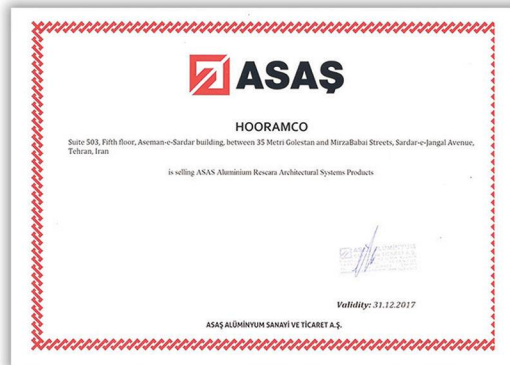 ASAŞ
HOORAMCO
Suite 503, Fifth floor, Aseman-e-Sardar building, between 35 Metri Golestan and MirzaBabai Streets, Sardar-e-Jangal Avenue,
Tehran, Iran
is selling ASAS Aluminium Rescara Architectural Systems Products
Validity: 31.12.2017
ASAŞ ALÜMİNYUM SANAYİ VE TİCARET A.Ş.